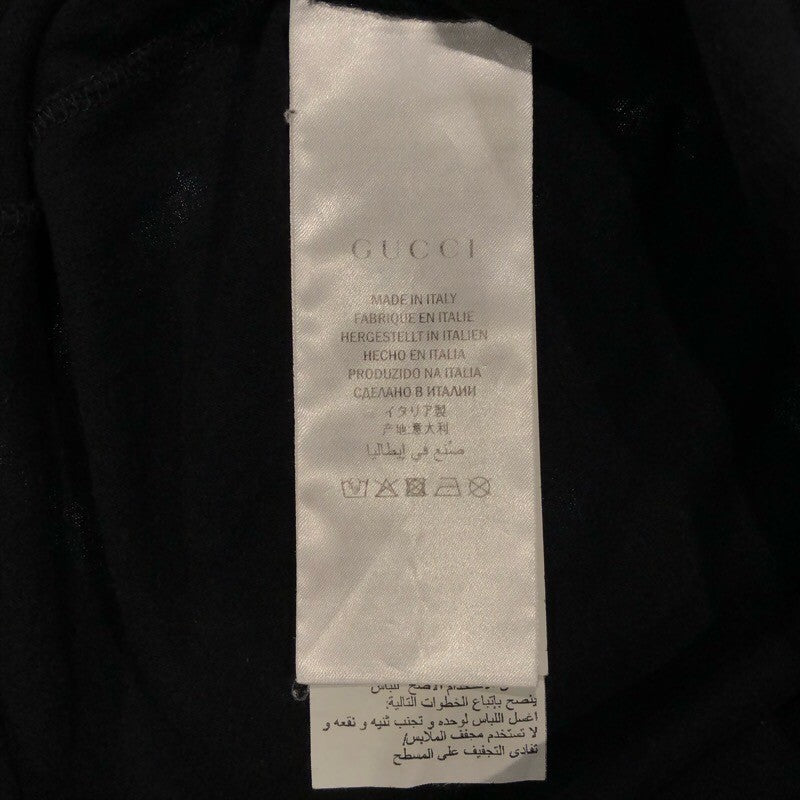 GUCCI
MADE IN ITALY
FABRIQUE EN ITALIE
HERGESTELLT IN ITALIEN
HECHO EN ITALIA
PRODUZIDO NA ITALIA
СДЕЛАНО В ИТАЛИИ
イタリア製
产地:意大利
صنع في إيطاليا
ينصح بإتباع الخطوات التالية:
اغسل اللباس لوحده و تجنب ثنيه و نقعه و
لا تستخدم مجفف الملابس/
تفادى التجفيف على المسطح